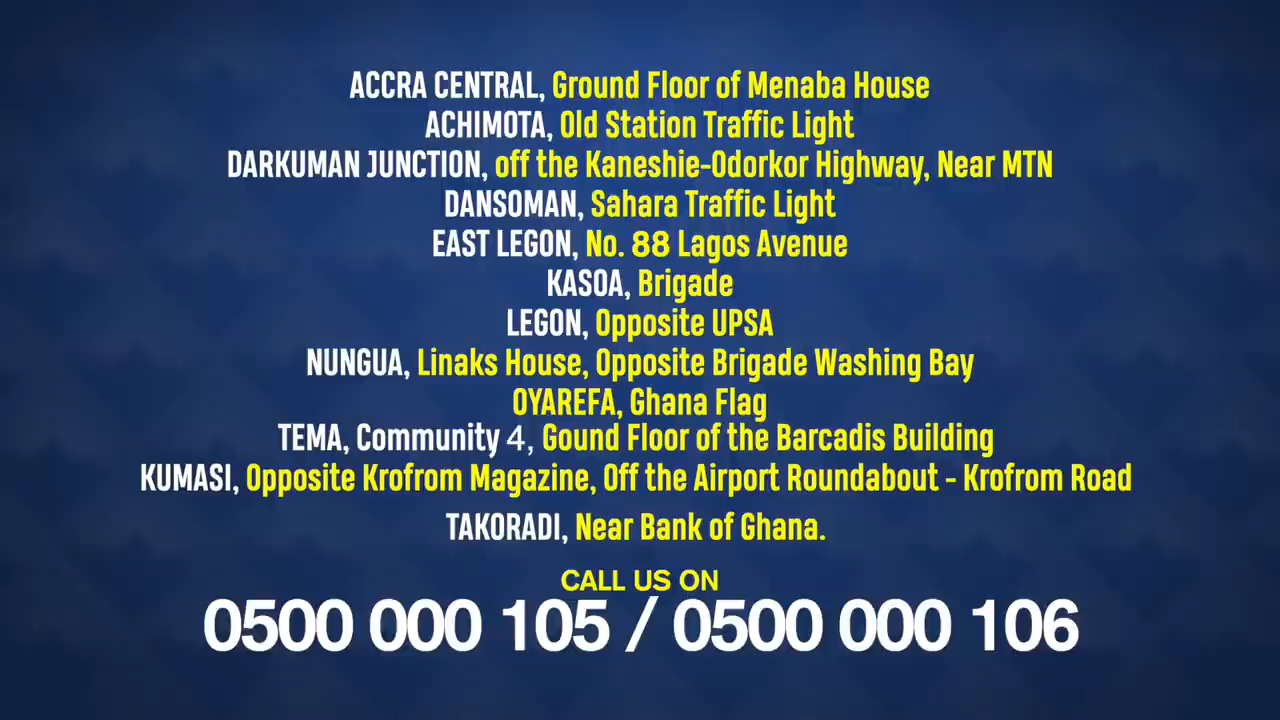 ACCRA CENTRAL, Ground Floor of Menaba House
ACHIMOTA, Old Station Traffic Light
DARKUMAN JUNCTION, off the Kaneshie-Odorkor Highway, Near MTN
DANSOMAN, Sahara Traffic Light
EAST LEGON, No. 88 Lagos Avenue
KASOA, Brigade
LEGON, Opposite UPSA
NUNGUA, Linaks House, Opposite Brigade Washing Bay
OYAREFA, Ghana Flag
TEMA, Community 4, Gound Floor of the Barcadis Building
KUMASI, Opposite Krofrom Magazine, Off the Airport Roundabout - Krofrom Road
TAKORADI, Near Bank of Ghana.
CALL US ON
0500 000 105 / 0500 000 106